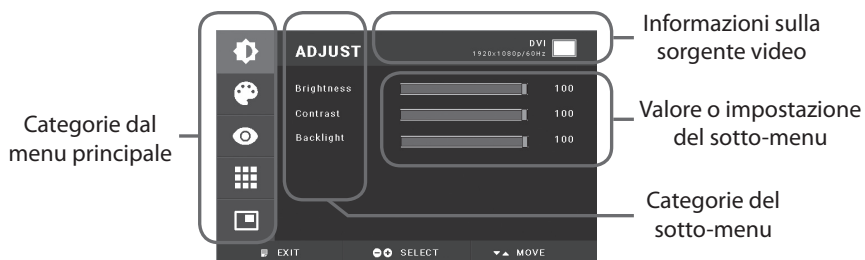 Informazioni sulla
sorgente video
ADJUST
DVI
1920x1080p/60Hz
Brightness 100
Contrast 100
Backlight 100
Valore o impostazione
del sotto-menu
Categorie dal
menu principale
Categorie del
sotto-menu
EXIT SELECT MOVE